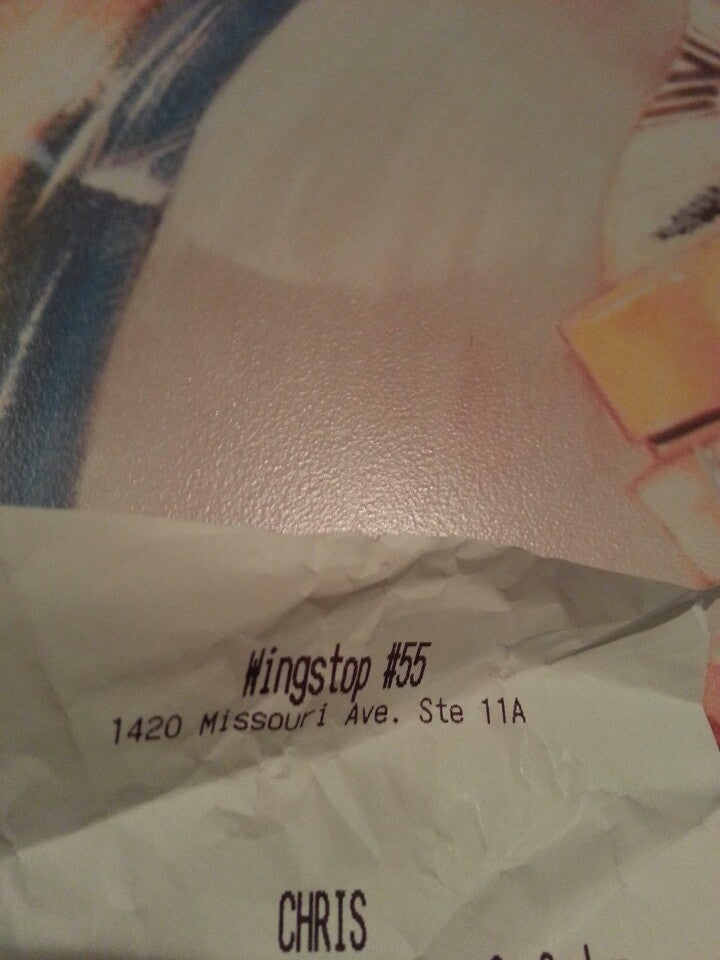 Wingstop #55
1420 Missouri Ave. Ste 11A
CHRIS